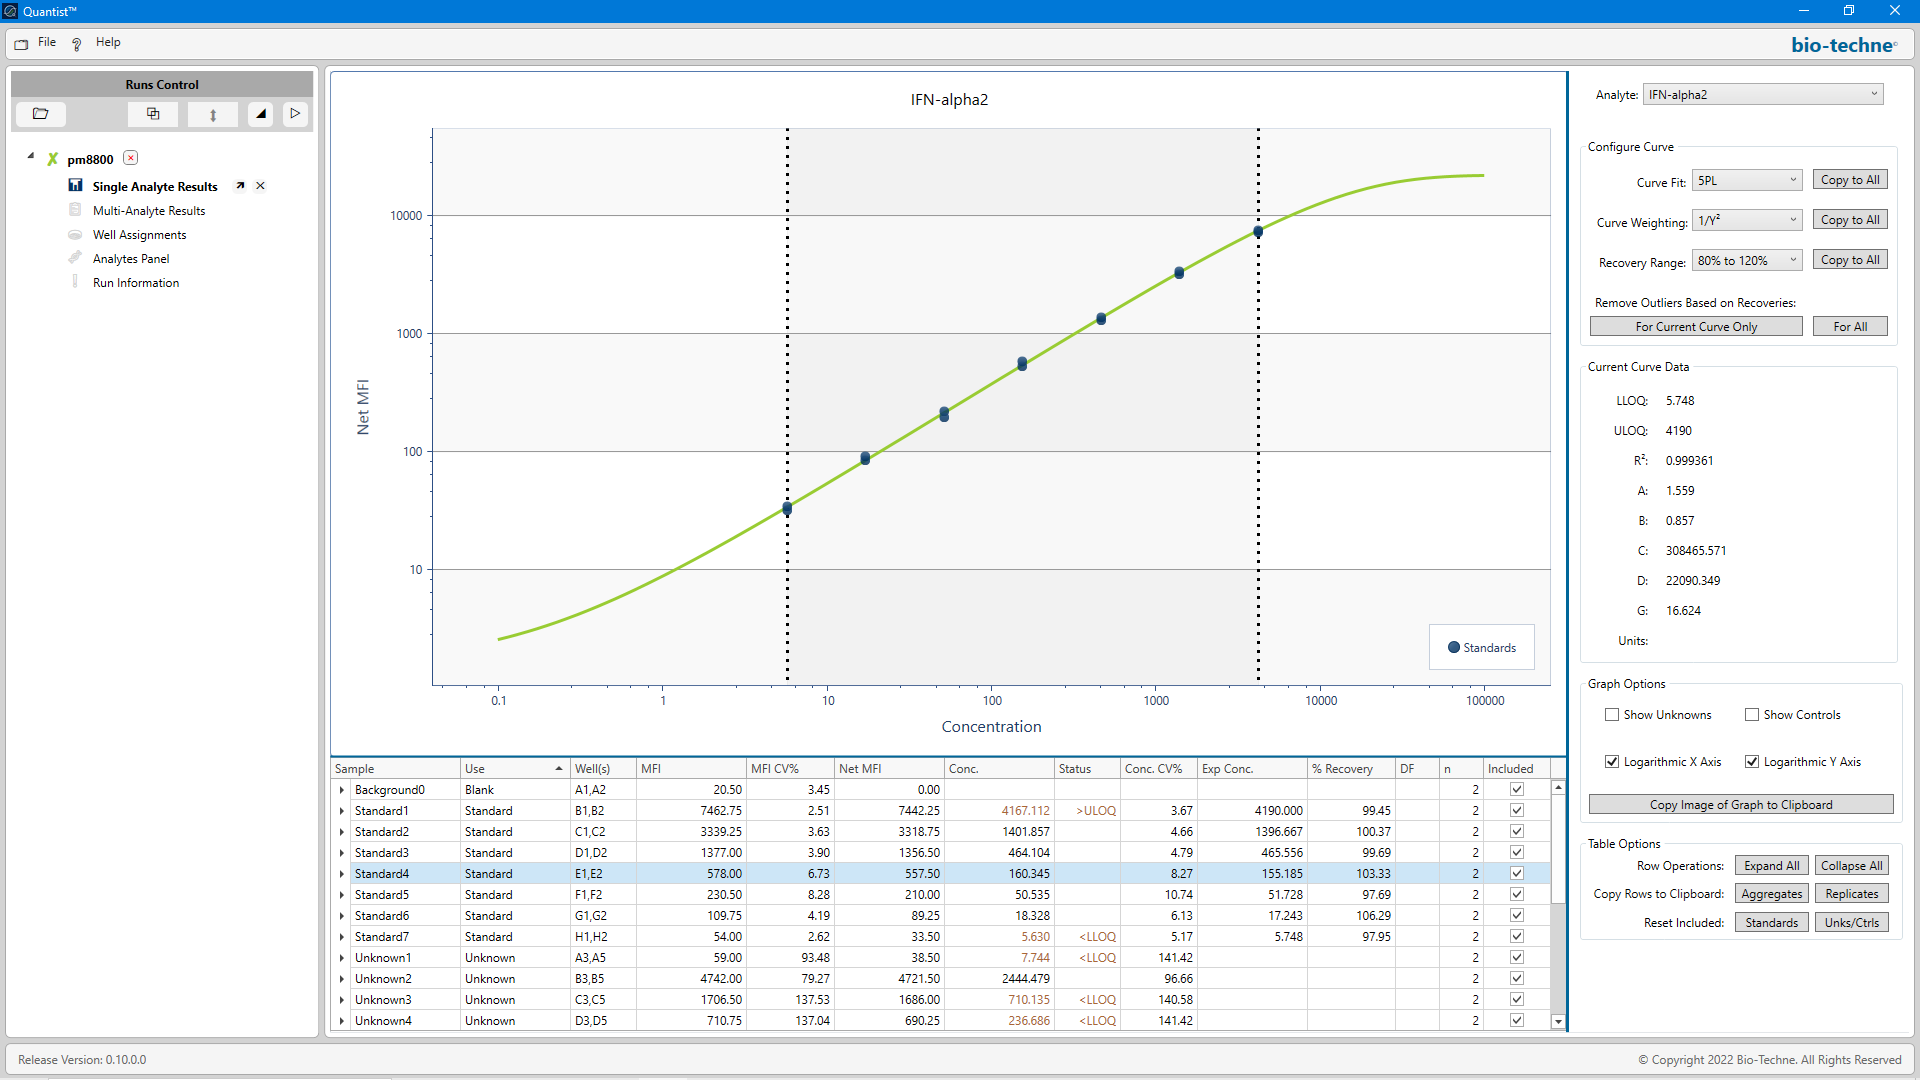 Quantist™
File Help
bio-techne
Runs Control
pm8800
Single Analyte Results
Multi-Analyte Results
Well Assignments
Analytes Panel
Run Information
IFN-alpha2
Net MFI
10000
1000
100
10
0.1 1 10 100 1000 10000 100000
Concentration
Standards
Sample Use Well(s) MFI MFI CV% Net MFI Conc. Status Conc. CV% Exp Conc. % Recovery DF n Included
Background0 Blank A1,A2 20.50 3.45 0.00 2
Standard1 Standard B1,B2 7462.75 2.51 7442.25 4167.112 >ULOQ 3.67 4190.000 99.45 2
Standard2 Standard C1,C2 3339.25 3.63 3318.75 1401.857 4.66 1396.667 100.37 2
Standard3 Standard D1,D2 1377.00 3.90 1356.50 464.104 4.79 465.556 99.69 2
Standard4 Standard E1,E2 578.00 6.73 557.50 160.345 8.27 155.185 103.33 2
Standard5 Standard F1,F2 230.50 8.28 210.00 50.535 10.74 51.728 97.69 2
Standard6 Standard G1,G2 109.75 4.19 89.25 18.328 6.13 17.243 106.29 2
Standard7 Standard H1,H2 54.00 2.62 33.50 5.630 <LLOQ 5.17 5.748 97.95 2
Unknown1 Unknown A3,A5 59.00 93.48 38.50 7.744 <LLOQ 141.42 2
Unknown2 Unknown B3,B5 4742.00 79.27 4721.50 2444.479 96.66 2
Unknown3 Unknown C3,C5 1706.50 137.53 1686.00 710.135 <LLOQ 140.58 2
Unknown4 Unknown D3,D5 710.75 137.04 690.25 236.686 <LLOQ 141.42 2
Analyte: IFN-alpha2
Configure Curve
Curve Fit: 5PL Copy to All
Curve Weighting: 1/Y² Copy to All
Recovery Range: 80% to 120% Copy to All
Remove Outliers Based on Recoveries:
For Current Curve Only For All
Current Curve Data
LLOQ: 5.748
ULOQ: 4190
R²: 0.999361
A: 1.559
B: 0.857
C: 308465.571
D: 22090.349
G: 16.624
Units:
Graph Options
Show Unknowns Show Controls
Logarithmic X Axis Logarithmic Y Axis
Copy Image of Graph to Clipboard
Table Options
Row Operations: Expand All Collapse All
Copy Rows to Clipboard: Aggregates Replicates
Reset Included: Standards Unks/Ctrls
Release Version: 0.10.0.0
© Copyright 2022 Bio-Techne. All Rights Reserved